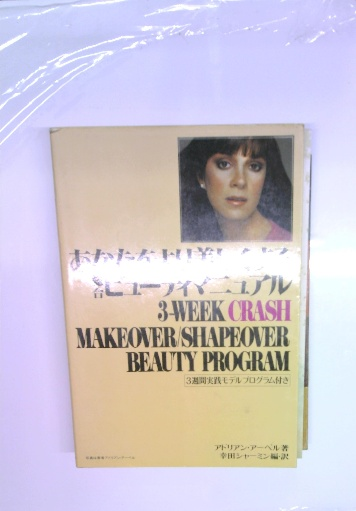 あなたをより美しくする
ビューティマニュアル
3-WEEK CRASH
MAKEOVER/SHAPEOVER
BEAUTY PROGRAM
3週間実践モデルプログラム付き
アドリアン・アーペル著
幸田シャーミン編・訳